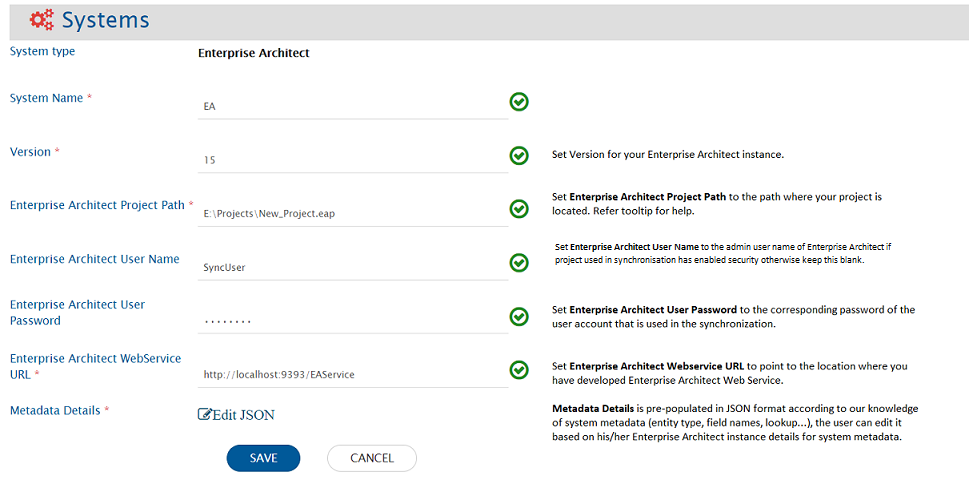 Systems
System type
Enterprise Architect
System Name *
EA
Version *
15
Set Version for your Enterprise Architect instance.
Enterprise Architect Project Path *
E:\Projects\New_Project.eap
Set Enterprise Architect Project Path to the path where your project is
located. Refer tooltip for help.
Enterprise Architect User Name
SyncUser
Set Enterprise Architect User Name to the admin user name of Enterprise Architect if
project used in synchronisation has enabled security otherwise keep this blank.
Enterprise Architect User
Password
........
Set Enterprise Architect User Password to the corresponding password of the
user account that is used in the synchronization.
Enterprise Architect WebService
URL *
http://localhost:9393/EAService
Set Enterprise Architect Webservice URL to point to the location where you
have developed Enterprise Architect Web Service.
Metadata Details *
Edit JSON
Metadata Details is pre-populated in JSON format according to our knowledge
of system metadata (entity type, field names, lookup...), the user can edit it
based on his/her Enterprise Architect instance details for system metadata.
SAVE
CANCEL